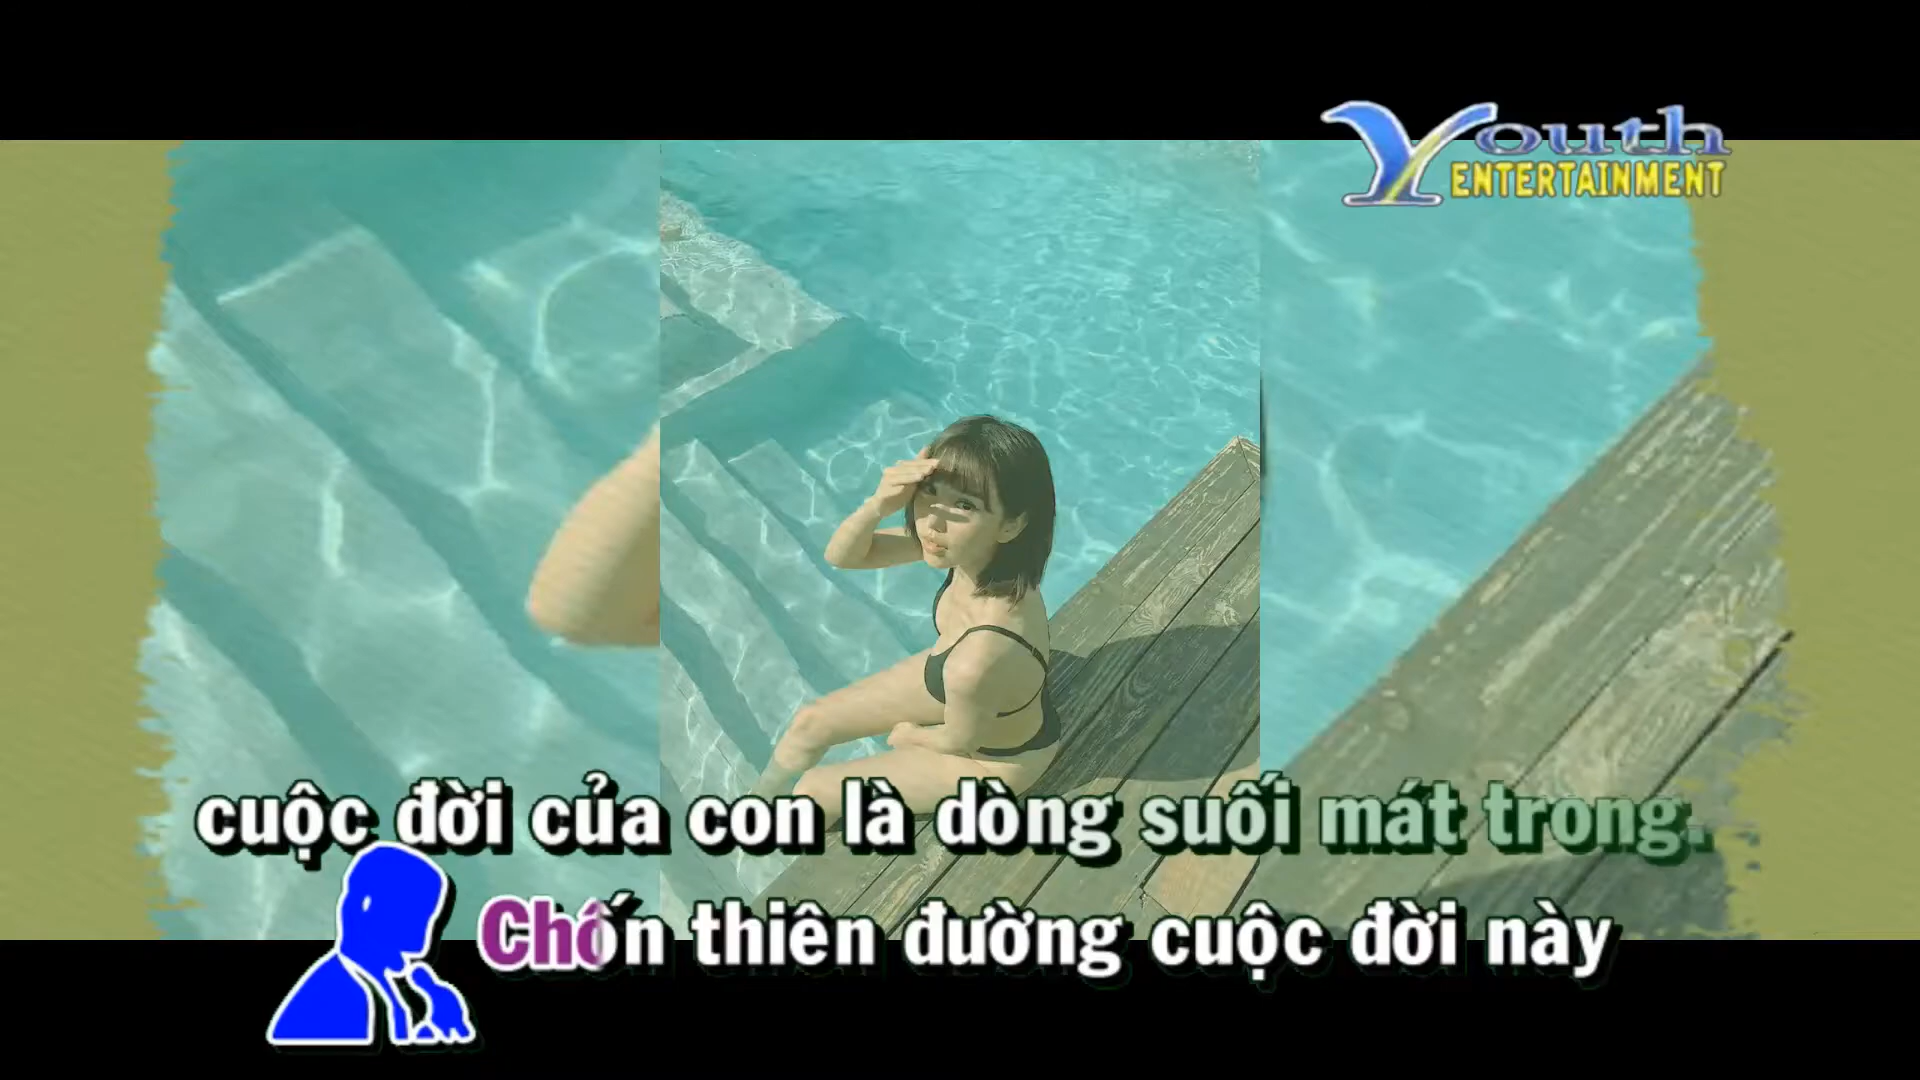 Youth
ENTERTAINMENT
cuộc đời của con là dòng suối mát trong.
Chốn thiên đường cuộc đời này